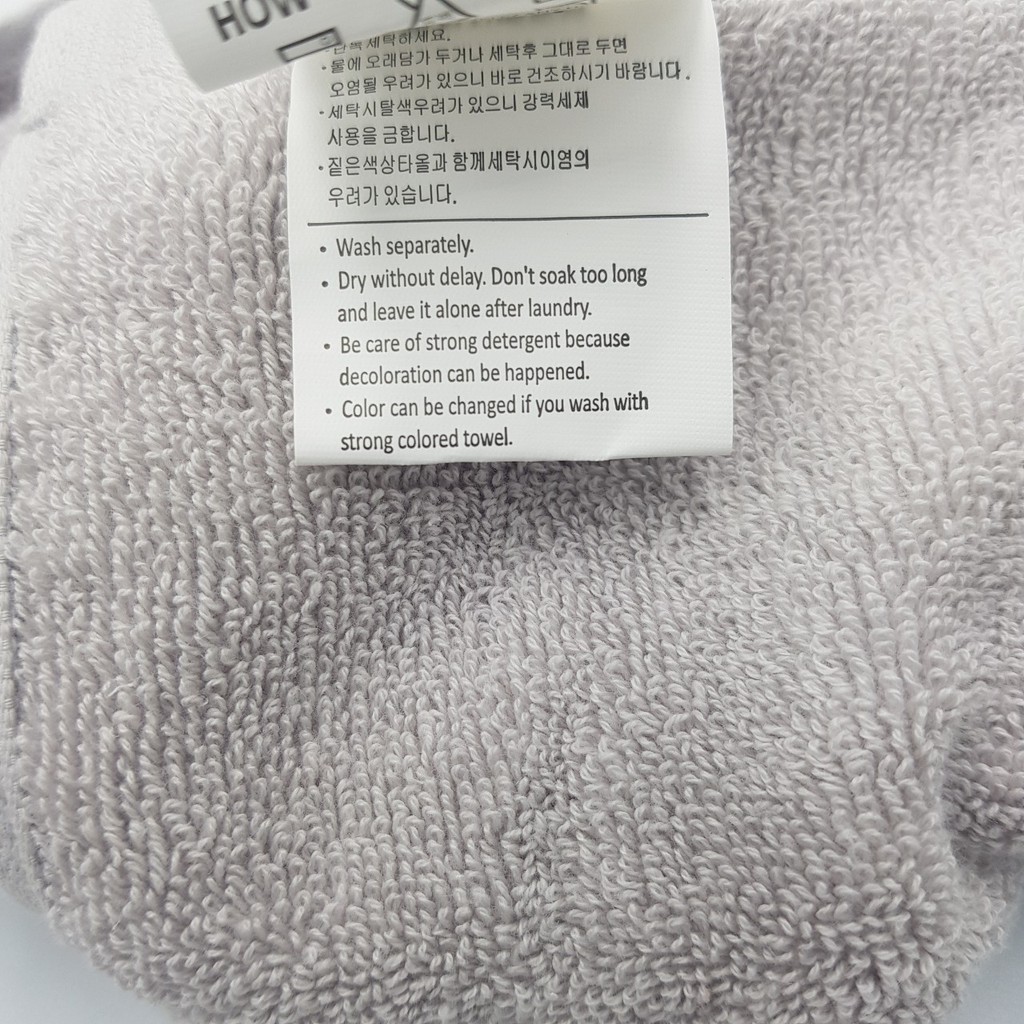 HOW
단독 세탁하세요.
• 물에 오래담가 두거나 세탁후 그대로 두면
오염될 우려가 있으니 바로 건조하시기 바랍니다.
• 세탁시탈색우려가 있으니 강력세제
사용을 금합니다.
• 짙은색상타올과 함께세탁시이염의
우려가 있습니다.
• Wash separately.
• Dry without delay. Don't soak too long
and leave it alone after laundry.
• Be care of strong detergent because
decoloration can be happened.
• Color can be changed if you wash with
strong colored towel.